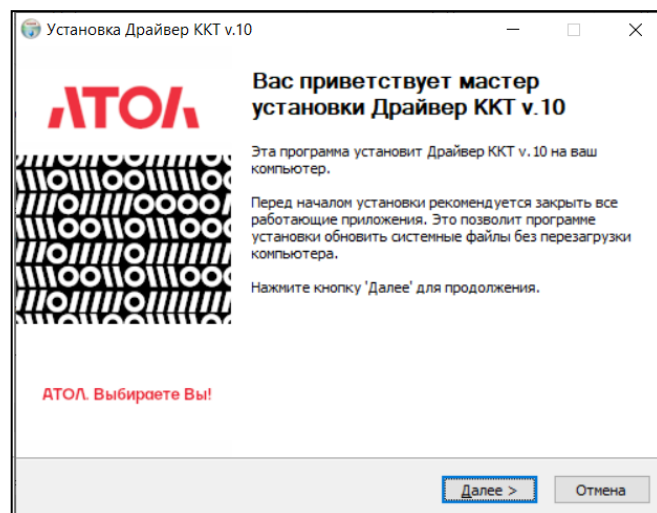 Установка Драйвер ККТ v.10
АТОЛ
Вас приветствует мастер
установки Драйвер ККТ v.10
Эта программа установит Драйвер ККТ v.10 на ваш
компьютер.
Перед началом установки рекомендуется закрыть все
работающие приложения. Это позволит программе
установки обновить системные файлы без перезагрузки
компьютера.
Нажмите кнопку 'Далее' для продолжения.
АТОЛ. Выбираете Вы!
Далее >
Отмена